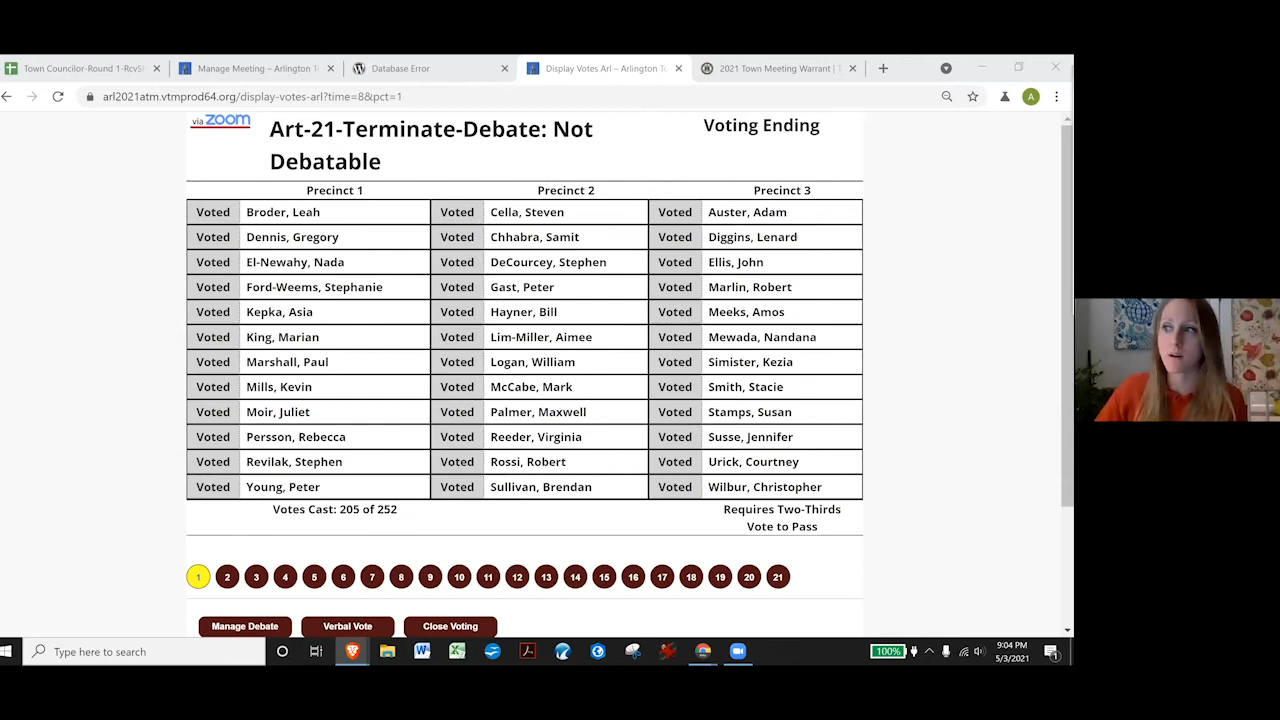 Town Councilor-Round 1-RcvS
Manage Meeting – Arlington T
Database Error
Display Votes Arl – Arlington To
2021 Town Meeting Warrant | T
arl2021atm.vtmprod64.org/display-votes-arl?time=8&pct=1
A
via zoom
Art-21-Terminate-Debate: Not
Debatable
Voting Ending
Precinct 1 Precinct 2 Precinct 3
Voted Broder, Leah Voted Cella, Steven Voted Auster, Adam
Voted Dennis, Gregory Voted Chhabra, Samit Voted Diggins, Lenard
Voted El-Newahy, Nada Voted DeCourcey, Stephen Voted Ellis, John
Voted Ford-Weems, Stephanie Voted Gast, Peter Voted Marlin, Robert
Voted Kepka, Asia Voted Hayner, Bill Voted Meeks, Amos
Voted King, Marian Voted Lim-Miller, Aimee Voted Mewada, Nandana
Voted Marshall, Paul Voted Logan, William Voted Simister, Kezia
Voted Mills, Kevin Voted McCabe, Mark Voted Smith, Stacie
Voted Moir, Juliet Voted Palmer, Maxwell Voted Stamps, Susan
Voted Persson, Rebecca Voted Reeder, Virginia Voted Susse, Jennifer
Voted Revilak, Stephen Voted Rossi, Robert Voted Urick, Courtney
Voted Young, Peter Voted Sullivan, Brendan Voted Wilbur, Christopher
Votes Cast: 205 of 252
Requires Two-Thirds
Vote to Pass
1 2 3 4 5 6 7 8 9 10 11 12 13 14 15 16 17 18 19 20 21
Manage Debate Verbal Vote Close Voting
Type here to search
100%
9:04 PM
5/3/2021
1